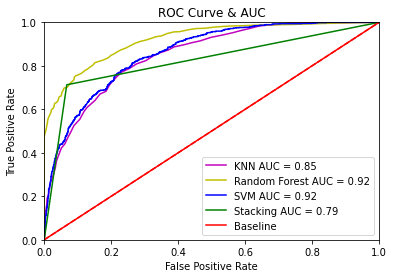 ROC Curve & AUC
True Positive Rate
1.0
0.8
0.6
0.4
0.2
0.0
KNN AUC = 0.85
Random Forest AUC = 0.92
SVM AUC = 0.92
Stacking AUC = 0.79
Baseline
0.0 0.2 0.4 0.6 0.8 1.0
False Positive Rate